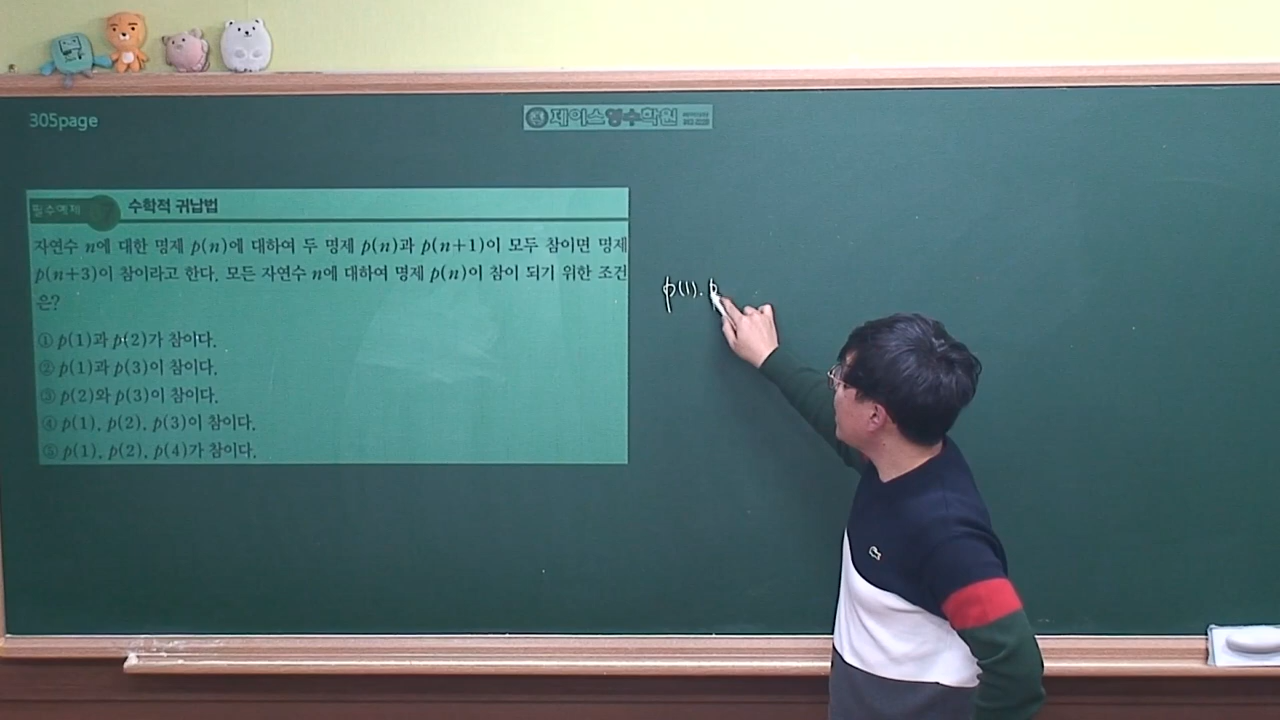 305page
제이스영수학원
필수예제
수학적 귀납법
자연수 n에 대한 명제 p(n)에 대하여 두 명제 p(n)과 p(n+1)이 모두 참이면 명제
p(n+3)이 참이라고 한다. 모든 자연수 n에 대하여 명제 p(n)이 참이 되기 위한 조건
은?
① p(1)과 p(2)가 참이다.
② p(1)과 p(3)이 참이다.
③ p(2)와 p(3)이 참이다.
④ p(1), p(2), p(3)이 참이다.
⑤ p(1), p(2), p(4)가 참이다.
p(1). p